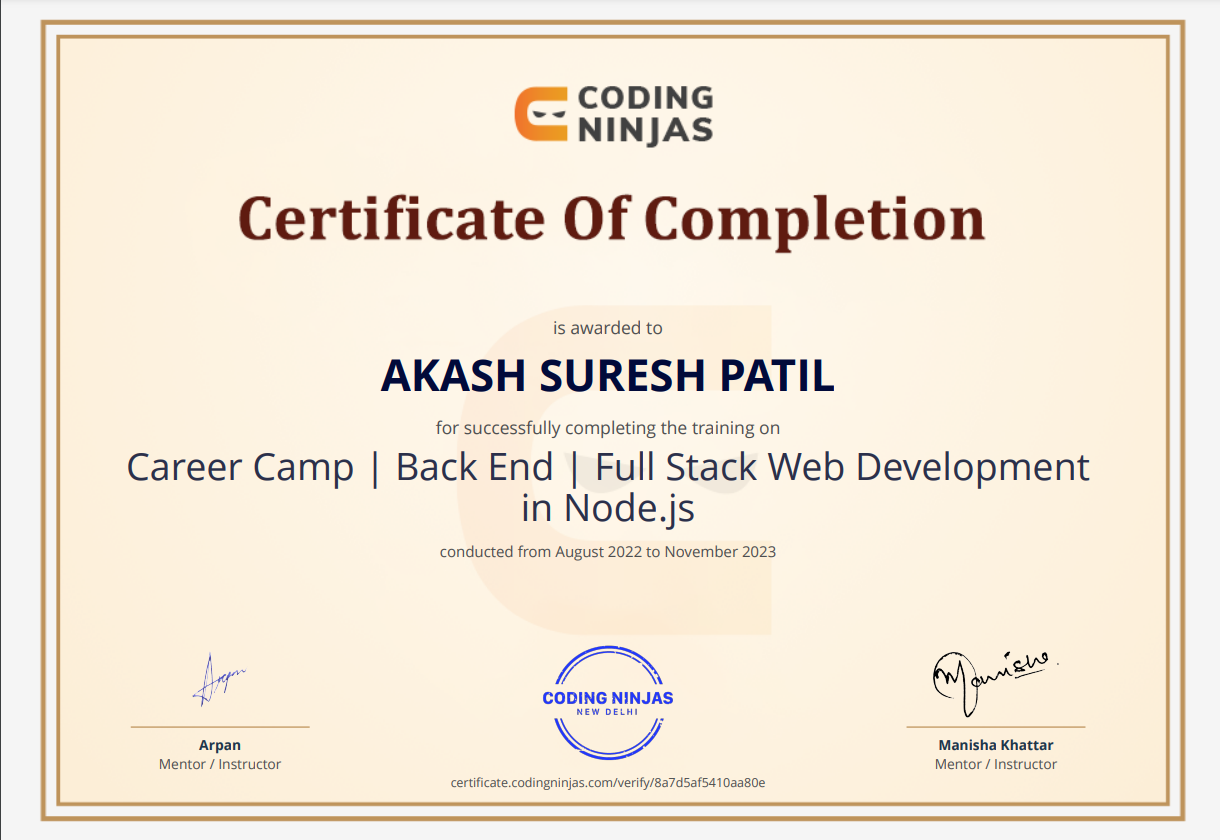 CODING
NINJAS
Certificate Of Completion
is awarded to
AKASH SURESH PATIL
for successfully completing the training on
Career Camp | Back End | Full Stack Web Development
in Node.js
conducted from August 2022 to November 2023
Arpan
Manisha
CODING NINJAS
NEW DELHI
Arpan
Mentor / Instructor
Manisha Khattar
Mentor / Instructor
certificate.codingninjas.com/verify/8a7d5af5410aa80e